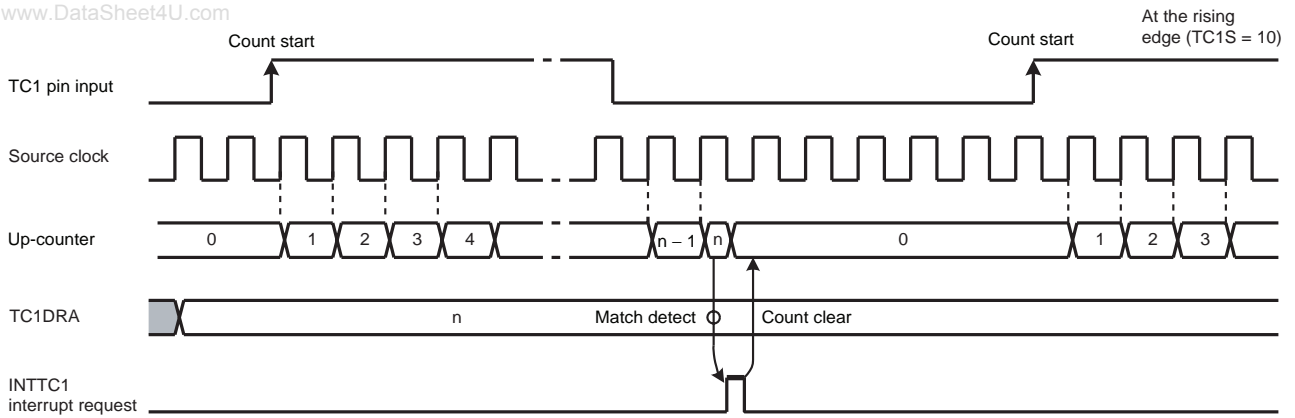 www.DataSheet4U.com
At the rising
edge (TC1S = 10)
Count start
Count start
TC1 pin input
Source clock
Up-counter
0 1 2 3 4 n – 1 n 0 1 2 3
TC1DRA
n
Match detect
Count clear
INTTC1
interrupt request